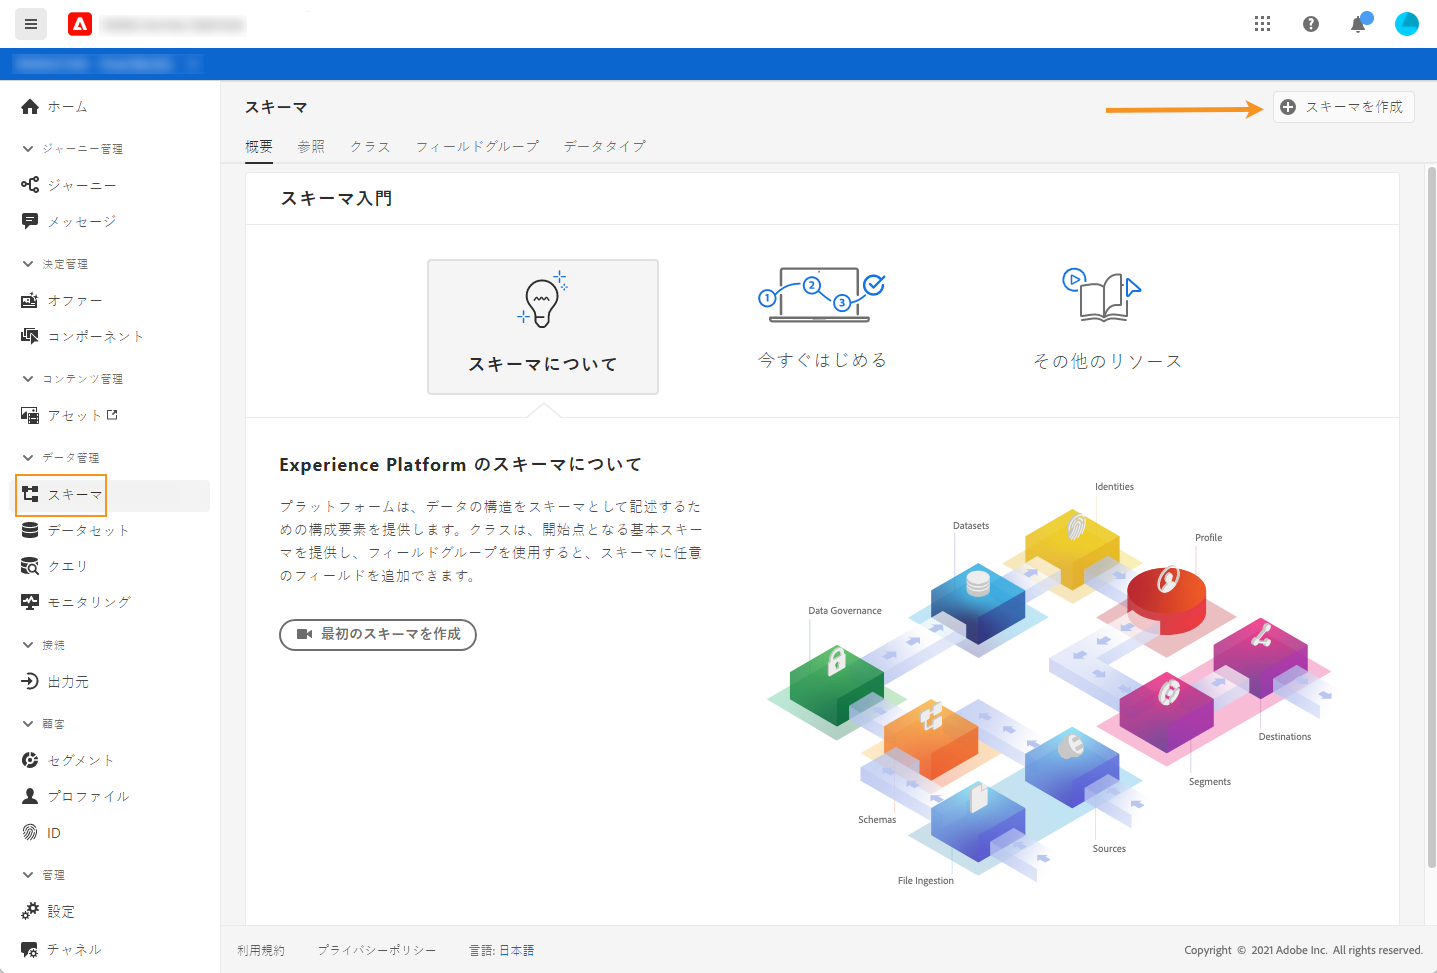 スキーマ
スキーマを作成
概要 参照 クラス フィールドグループ データタイプ
ホーム
ジャーニー管理
ジャーニー
メッセージ
決定管理
オファー
コンポーネント
コンテンツ管理
アセット
データ管理
スキーマ
データセット
クエリ
モニタリング
接続
出力元
顧客
セグメント
プロファイル
ID
管理
設定
チャネル
スキーマ入門
スキーマについて
1 2 3
今すぐはじめる
その他のリソース
Experience Platform のスキーマについて
プラットフォームは、データの構造をスキーマとして記述するた
めの構成要素を提供します。クラスは、開始点となる基本スキー
マを提供し、フィールドグループを使用すると、スキーマに任意
のフィールドを追加できます。
最初のスキーマを作成
Identities
Datasets
Profile
Data Governance
Destinations
Segments
Schemas
Sources
File Ingestion
利用規約 プライバシーポリシー 言語: 日本語
Copyright © 2021 Adobe Inc. All rights reserved.